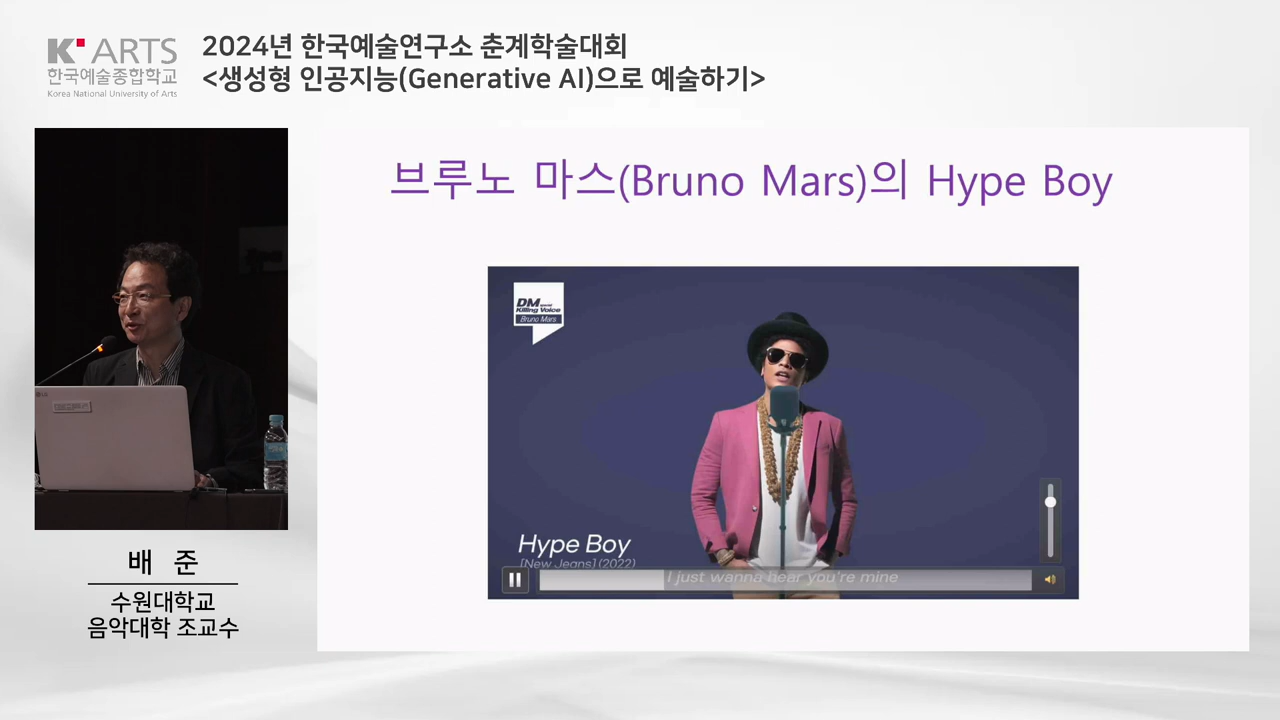 K ARTS
한국예술종합학교
Korea National University of Arts
2024년 한국예술연구소 춘계학술대회
<생성형 인공지능(Generative AI)으로 예술하기>
브루노 마스(Bruno Mars)의 Hype Boy
DM special
Killing Voice
Bruno Mars
Hype Boy
[New Jeans] (2022)
I just wanna hear you're mine
LG
배 준
수원대학교
음악대학 조교수